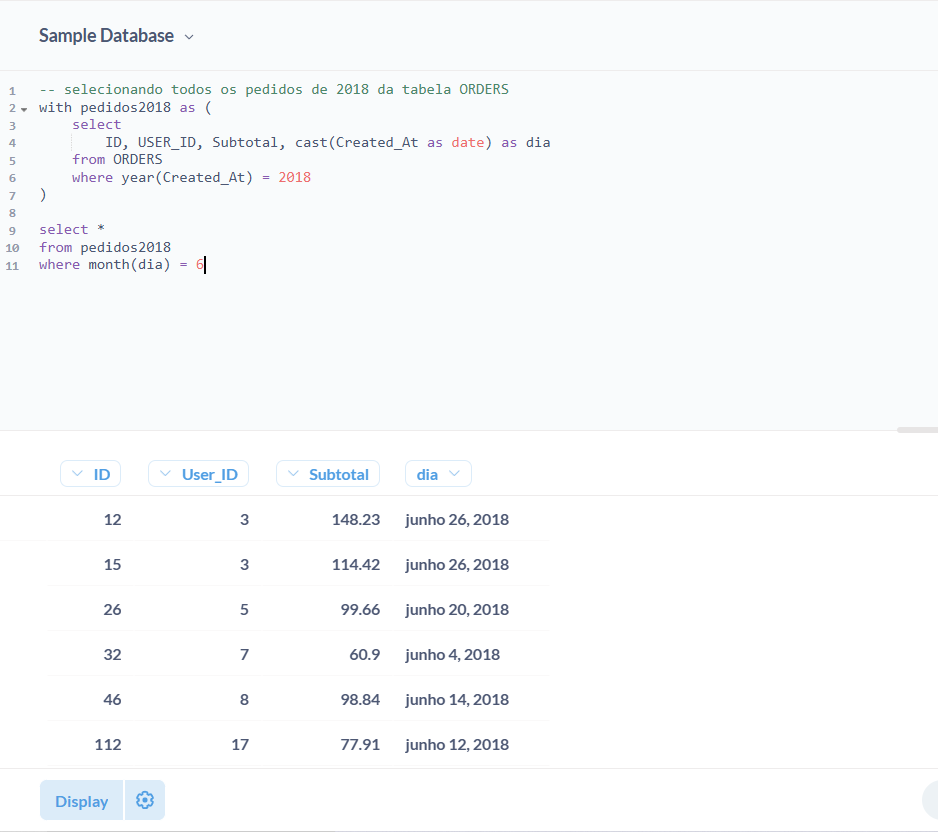 Sample Database
1 -- selecionando todos os pedidos de 2018 da tabela ORDERS
2 with pedidos2018 as (
3 select
4 ID, USER_ID, Subtotal, cast(Created_At as date) as dia
5 from ORDERS
6 where year(Created_At) = 2018
7 )
8
9 select *
10 from pedidos2018
11 where month(dia) = 6
ID User_ID Subtotal dia
12 3 148.23 junho 26, 2018
15 3 114.42 junho 26, 2018
26 5 99.66 junho 20, 2018
32 7 60.9 junho 4, 2018
46 8 98.84 junho 14, 2018
112 17 77.91 junho 12, 2018
Display